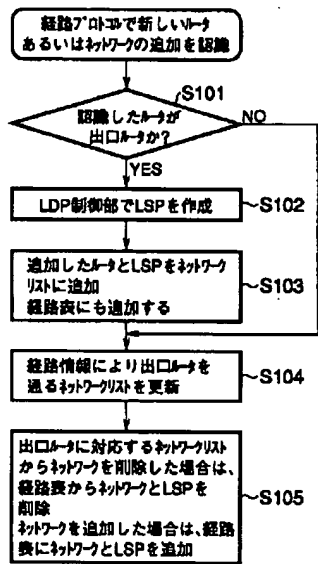 経路プロトコルで新しいルータ
あるいはネットワークの追加を認識
S101
認識したルータが
出口ルータか?
NO
YES
LDP制御部でLSPを作成
S102
追加したルータとLSPをネットワーク
リストに追加
経路表にも追加する
S103
経路情報により出口ルータを
通るネットワークリストを更新
S104
出口ルータに対応するネットワークリスト
からネットワークを削除した場合は、
経路表からネットワークとLSPを
削除
ネットワークを追加した場合は、経路
表にネットワークとLSPを追加
S105